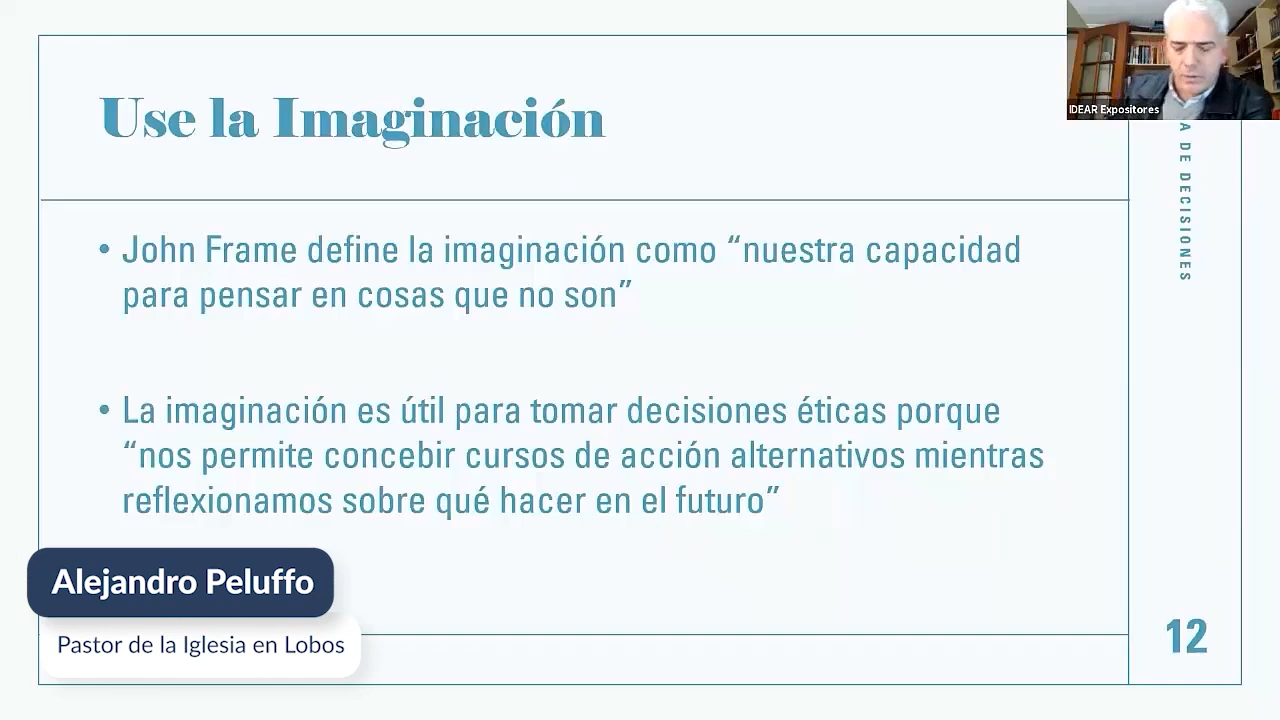 Use la Imaginación
IDEAR Expositores
A DE DECISIONES
• John Frame define la imaginación como “nuestra capacidad
para pensar en cosas que no son”
• La imaginación es útil para tomar decisiones éticas porque
“nos permite concebir cursos de acción alternativos mientras
reflexionamos sobre qué hacer en el futuro”
Alejandro Peluffo
Pastor de la Iglesia en Lobos
12